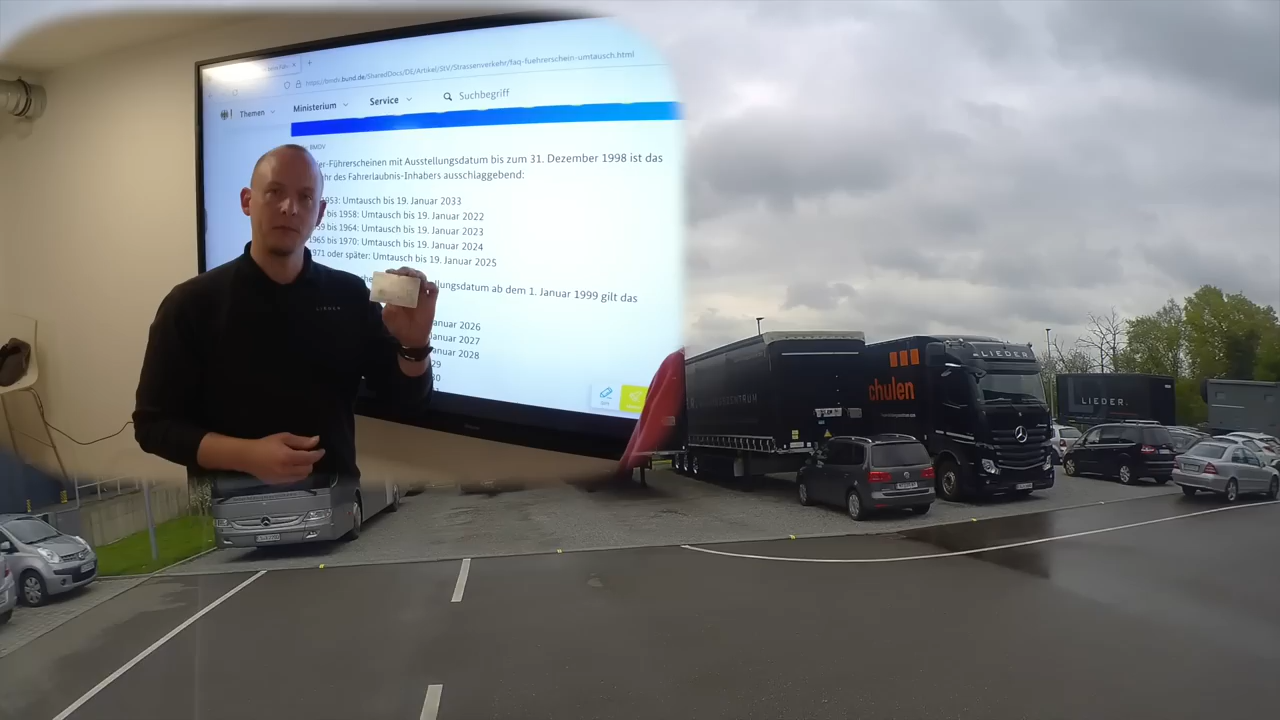 https://bmdv.bund.de/SharedDocs/DE/Artikel/StV/Strassenverkehr/faq-fuehrerschein-umtausch.html
Themen
Ministerium
Service
Suchbegriff
BMDV
-Führerscheinen mit Ausstellungsdatum bis zum 31. Dezember 1998 ist das
des Fahrerlaubnis-Inhabers ausschlaggebend:
1953: Umtausch bis 19. Januar 2033
bis 1958: Umtausch bis 19. Januar 2022
bis 1964: Umtausch bis 19. Januar 2023
1965 bis 1970: Umtausch bis 19. Januar 2024
1971 oder später: Umtausch bis 19. Januar 2025
llungsdatum ab dem 1. Januar 1999 gilt das
anuar 2026
Januar 2027
anuar 2028
29
30
LIEDER
chulen
LIEDER
LIEDER.